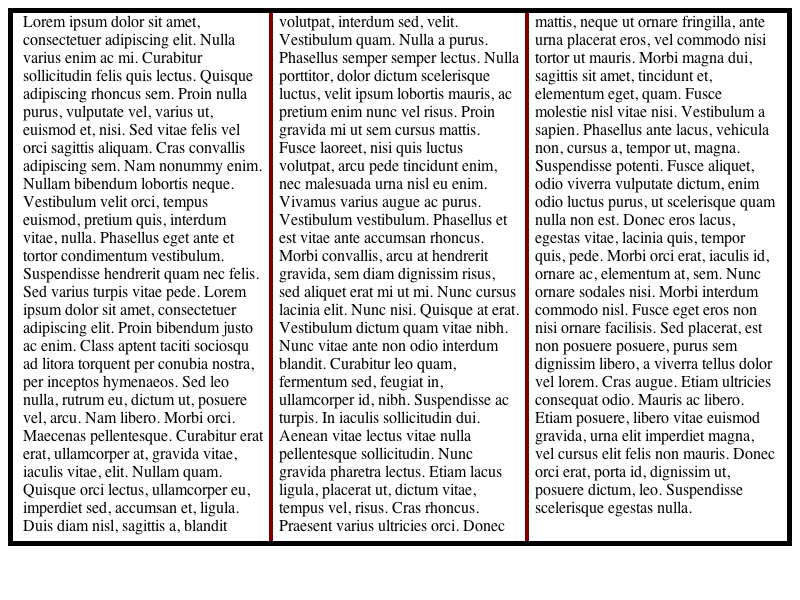 Lorem ipsum dolor sit amet,
consectetuer adipiscing elit. Nulla
varius enim ac mi. Curabitur
sollicitudin felis quis lectus. Quisque
adipiscing rhoncus sem. Proin nulla
purus, vulputate vel, varius ut,
euismod et, nisi. Sed vitae felis vel
orci sagittis aliquam. Cras convallis
adipiscing sem. Nam nonummy enim.
Nullam bibendum lobortis neque.
Vestibulum velit orci, tempus
euismod, pretium quis, interdum
vitae, nulla. Phasellus eget ante et
tortor condimentum vestibulum.
Suspendisse hendrerit quam nec felis.
Sed varius turpis vitae pede. Lorem
ipsum dolor sit amet, consectetuer
adipiscing elit. Proin bibendum justo
ac enim. Class aptent taciti sociosqu
ad litora torquent per conubia nostra,
per inceptos hymenaeos. Sed leo
nulla, rutrum eu, dictum ut, posuere
vel, arcu. Nam libero. Morbi orci.
Maecenas pellentesque. Curabitur erat
erat, ullamcorper at, gravida vitae,
iaculis vitae, elit. Nullam quam.
Quisque orci lectus, ullamcorper eu,
imperdiet sed, accumsan et, ligula.
Duis diam nisl, sagittis a, blandit
volutpat, interdum sed, velit.
Vestibulum quam. Nulla a purus.
Phasellus semper semper lectus. Nulla
porttitor, dolor dictum scelerisque
luctus, velit ipsum lobortis mauris, ac
pretium enim nunc vel risus. Proin
gravida mi ut sem cursus mattis.
Fusce laoreet, nisi quis luctus
volutpat, arcu pede tincidunt enim,
nec malesuada urna nisl eu enim.
Vivamus varius augue ac purus.
Vestibulum vestibulum. Phasellus et
est vitae ante accumsan rhoncus.
Morbi convallis, arcu at hendrerit
gravida, sem diam dignissim risus,
sed aliquet erat mi ut mi. Nunc cursus
lacinia elit. Nunc nisi. Quisque at erat.
Vestibulum dictum quam vitae nibh.
Nunc vitae ante non odio interdum
blandit. Curabitur leo quam,
fermentum sed, feugiat in,
ullamcorper id, nibh. Suspendisse ac
turpis. In iaculis sollicitudin dui.
Aenean vitae lectus vitae nulla
pellentesque sollicitudin. Nunc
gravida pharetra lectus. Etiam lacus
ligula, placerat ut, dictum vitae,
tempus vel, risus. Cras rhoncus.
Praesent varius ultricies orci. Donec
mattis, neque ut ornare fringilla, ante
urna placerat eros, vel commodo nisi
tortor ut mauris. Morbi magna dui,
sagittis sit amet, tincidunt et,
elementum eget, quam. Fusce
molestie nisl vitae nisi. Vestibulum a
sapien. Phasellus ante lacus, vehicula
non, cursus a, tempor ut, magna.
Suspendisse potenti. Fusce aliquet,
odio viverra vulputate dictum, enim
odio luctus purus, ut scelerisque quam
nulla non est. Donec eros lacus,
egestas vitae, lacinia quis, tempor
quis, pede. Morbi orci erat, iaculis id,
ornare ac, elementum at, sem. Nunc
ornare sodales nisi. Morbi interdum
commodo nisl. Fusce eget eros non
nisi ornare facilisis. Sed placerat, est
non posuere posuere, purus sem
dignissim libero, a viverra tellus dolor
vel lorem. Cras augue. Etiam ultricies
consequat odio. Mauris ac libero.
Etiam posuere, libero vitae euismod
gravida, urna elit imperdiet magna,
vel cursus elit felis non mauris. Donec
orci erat, porta id, dignissim ut,
posuere dictum, leo. Suspendisse
scelerisque egestas nulla.